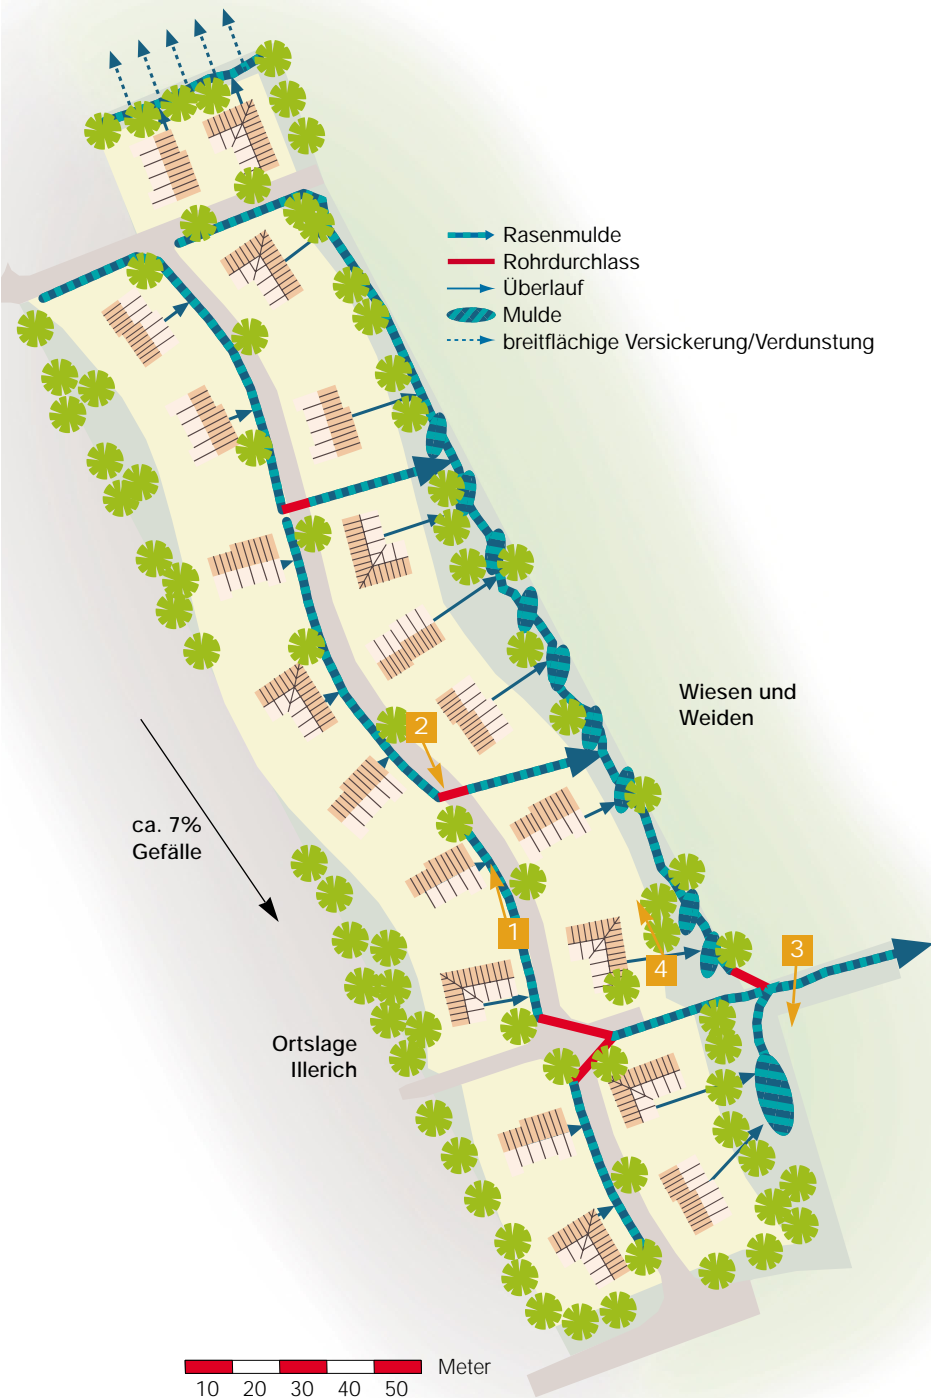 Rasenmulde
Rohrdurchlass
Überlauf
Mulde
breitflächige Versickerung/Verdunstung
Wiesen und
Weiden
2
ca. 7%
Gefälle
1
3
4
Ortslage
Illerich
Meter
10 20 30 40 50